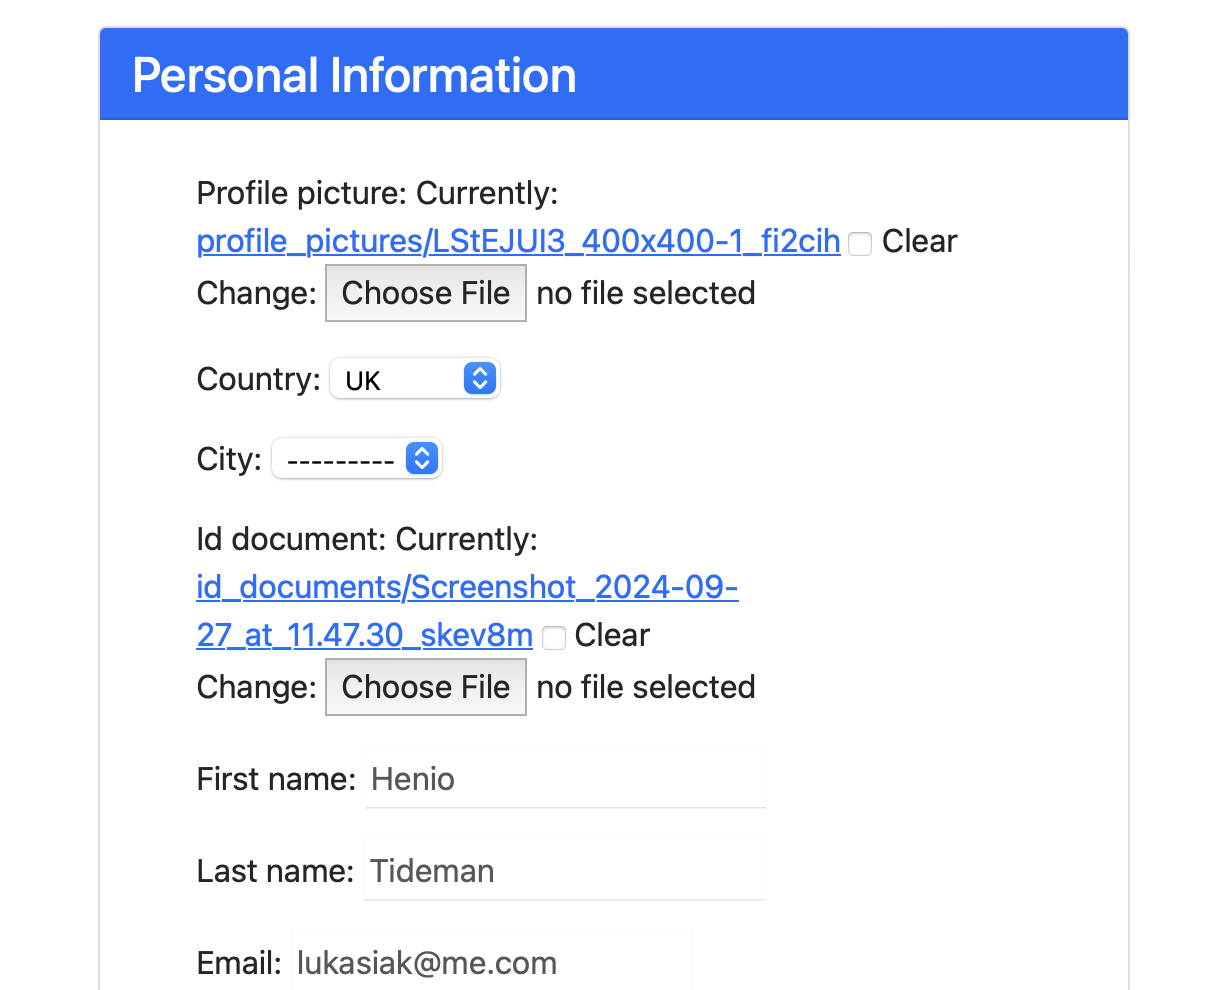 Personal Information
Profile picture: Currently:
profile_pictures/LStEJUI3_400x400-1_fi2cih Clear
Change: Choose File no file selected
Country: UK
City: ---------
Id document: Currently:
id_documents/Screenshot_2024-09-
27_at_11.47.30_skev8m Clear
Change: Choose File no file selected
First name: Henio
Last name: Tideman
Email: lukasiak@me.com